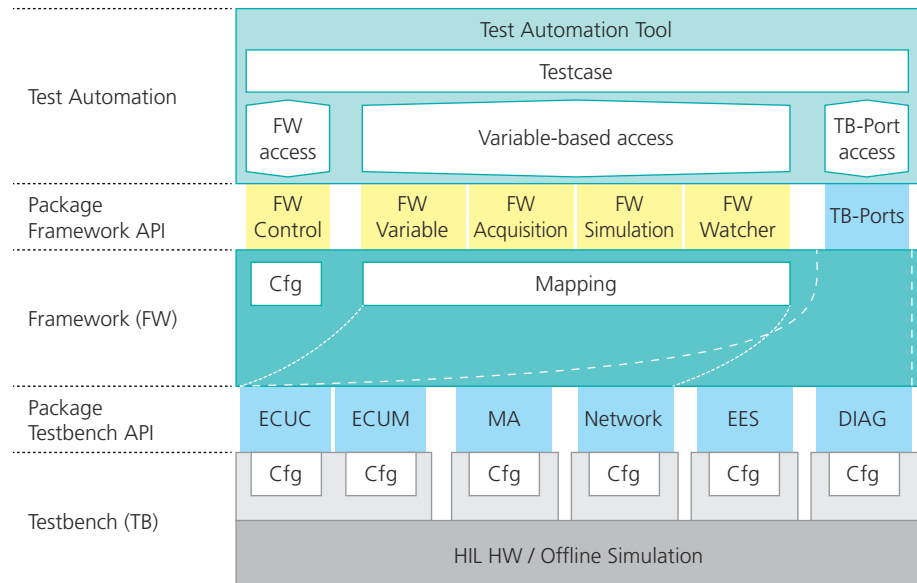 Test Automation Tool
Testcase
Test Automation
FW
access
Variable-based access
TB-Port
access
Package
Framework API
FW
Control
FW
Variable
FW
Acquisition
FW
Simulation
FW
Watcher
TB-Ports
Cfg
Mapping
Framework (FW)
Package
Testbench API
ECUC
ECUM
MA
Network
EES
DIAG
Cfg
Cfg
Cfg
Cfg
Cfg
Cfg
Testbench (TB)
HIL HW / Offline Simulation